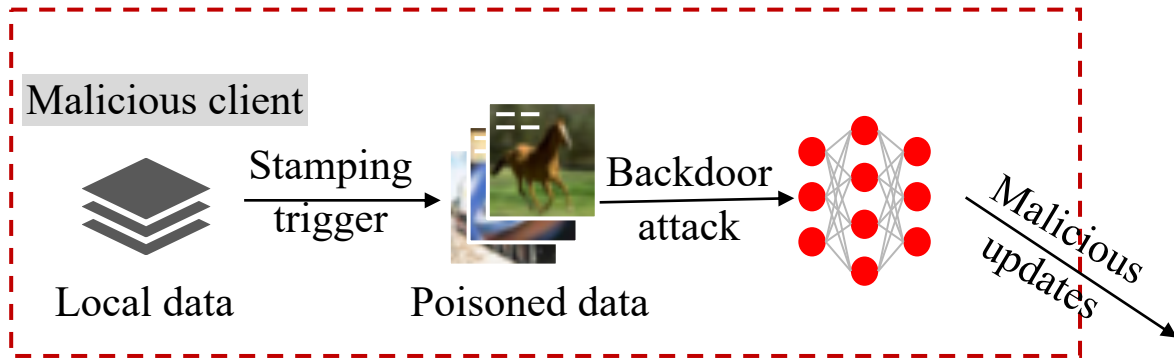 Malicious client
Stamping
trigger
Backdoor
attack
Malicious
updates
Local data
Poisoned data